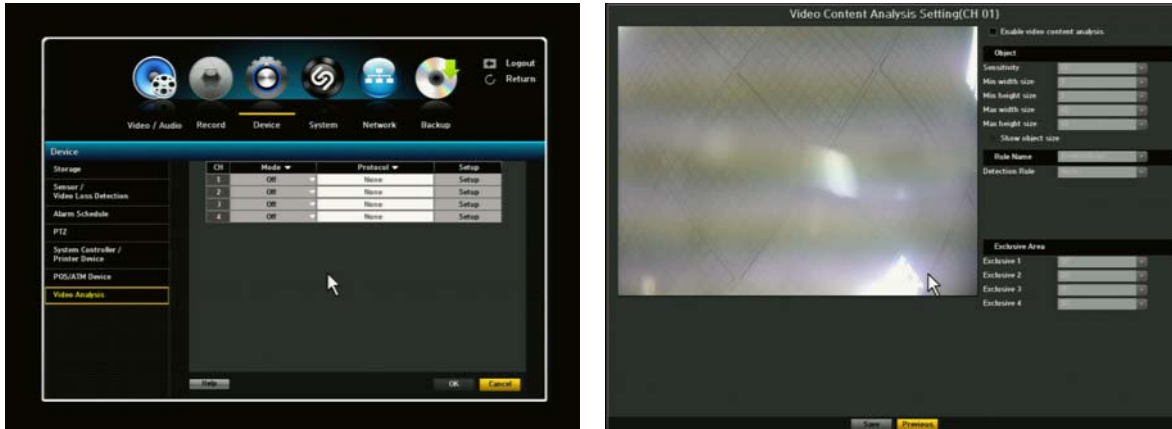 Logout
Return
Video / Audio Record Device System Network Backup
Device
Storage
Sensor /
Video Loss Detection
Alarm Schedule
PTZ
System Controller /
Printer Device
POS/ATM Device
Video Analysis
CH Mode Protocol Setup
1 Off None Setup
2 Off None Setup
3 Off None Setup
4 Off None Setup
Help OK Cancel
Video Content Analysis Setting(CH 01)
Enable video content analysis.
Object
Sensitivity
Min width size
Min height size
Max width size
Max height size
Show object size
Rule Name
Detection Rule
Exclusive Area
Exclusive 1
Exclusive 2
Exclusive 3
Exclusive 4
Save Previous